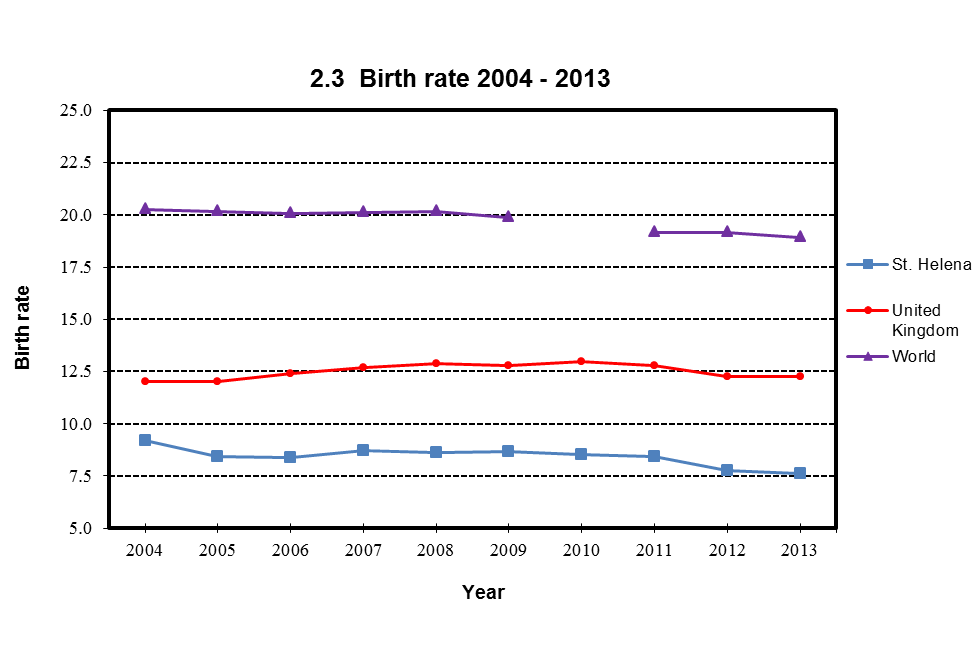 2.3 Birth rate 2004 - 2013
25.0
22.5
20.0
17.5
15.0
12.5
10.0
7.5
5.0
Birth rate
2004 2005 2006 2007 2008 2009 2010 2011 2012 2013
Year
St. Helena
United
Kingdom
World